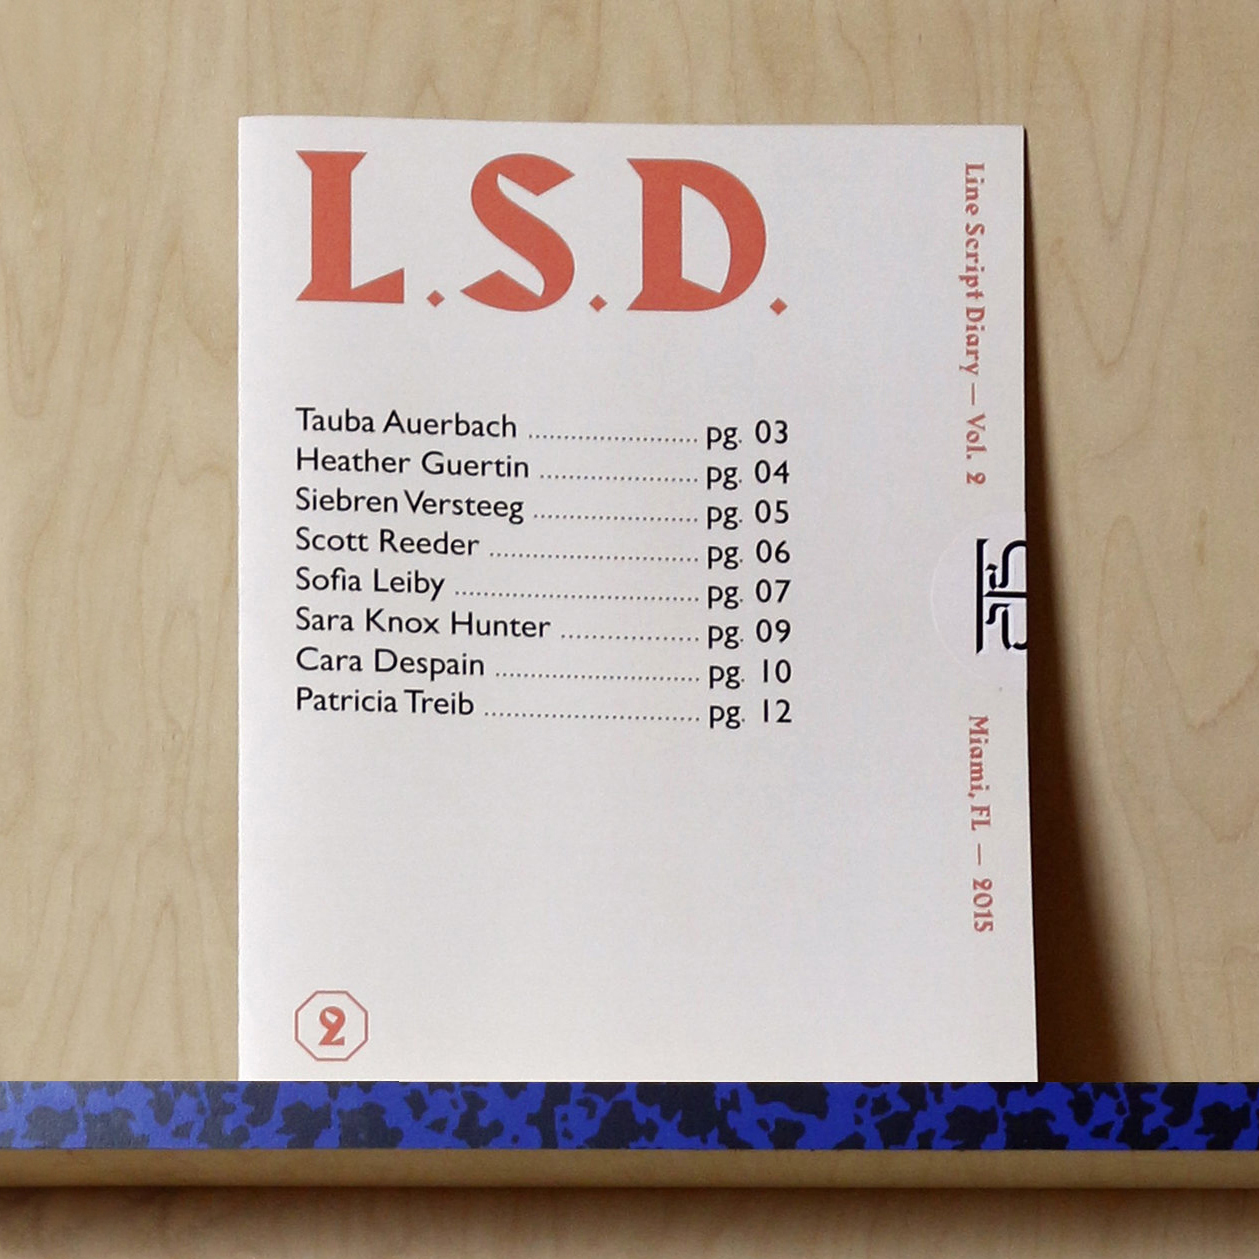 L.S.D.
Tauba Auerbach ........................ pg. 03
Heather Guertin ...................... pg. 04
Siebren Versteeg ....................... pg. 05
Scott Reeder .............................. pg. 06
Sofia Leiby ................................... pg. 07
Sara Knox Hunter .................... pg. 09
Cara Despain ............................. pg. 10
Patricia Treib ............................... pg. 12
2
Line Script Diary — Vol. 2
Miami, FL — 2015